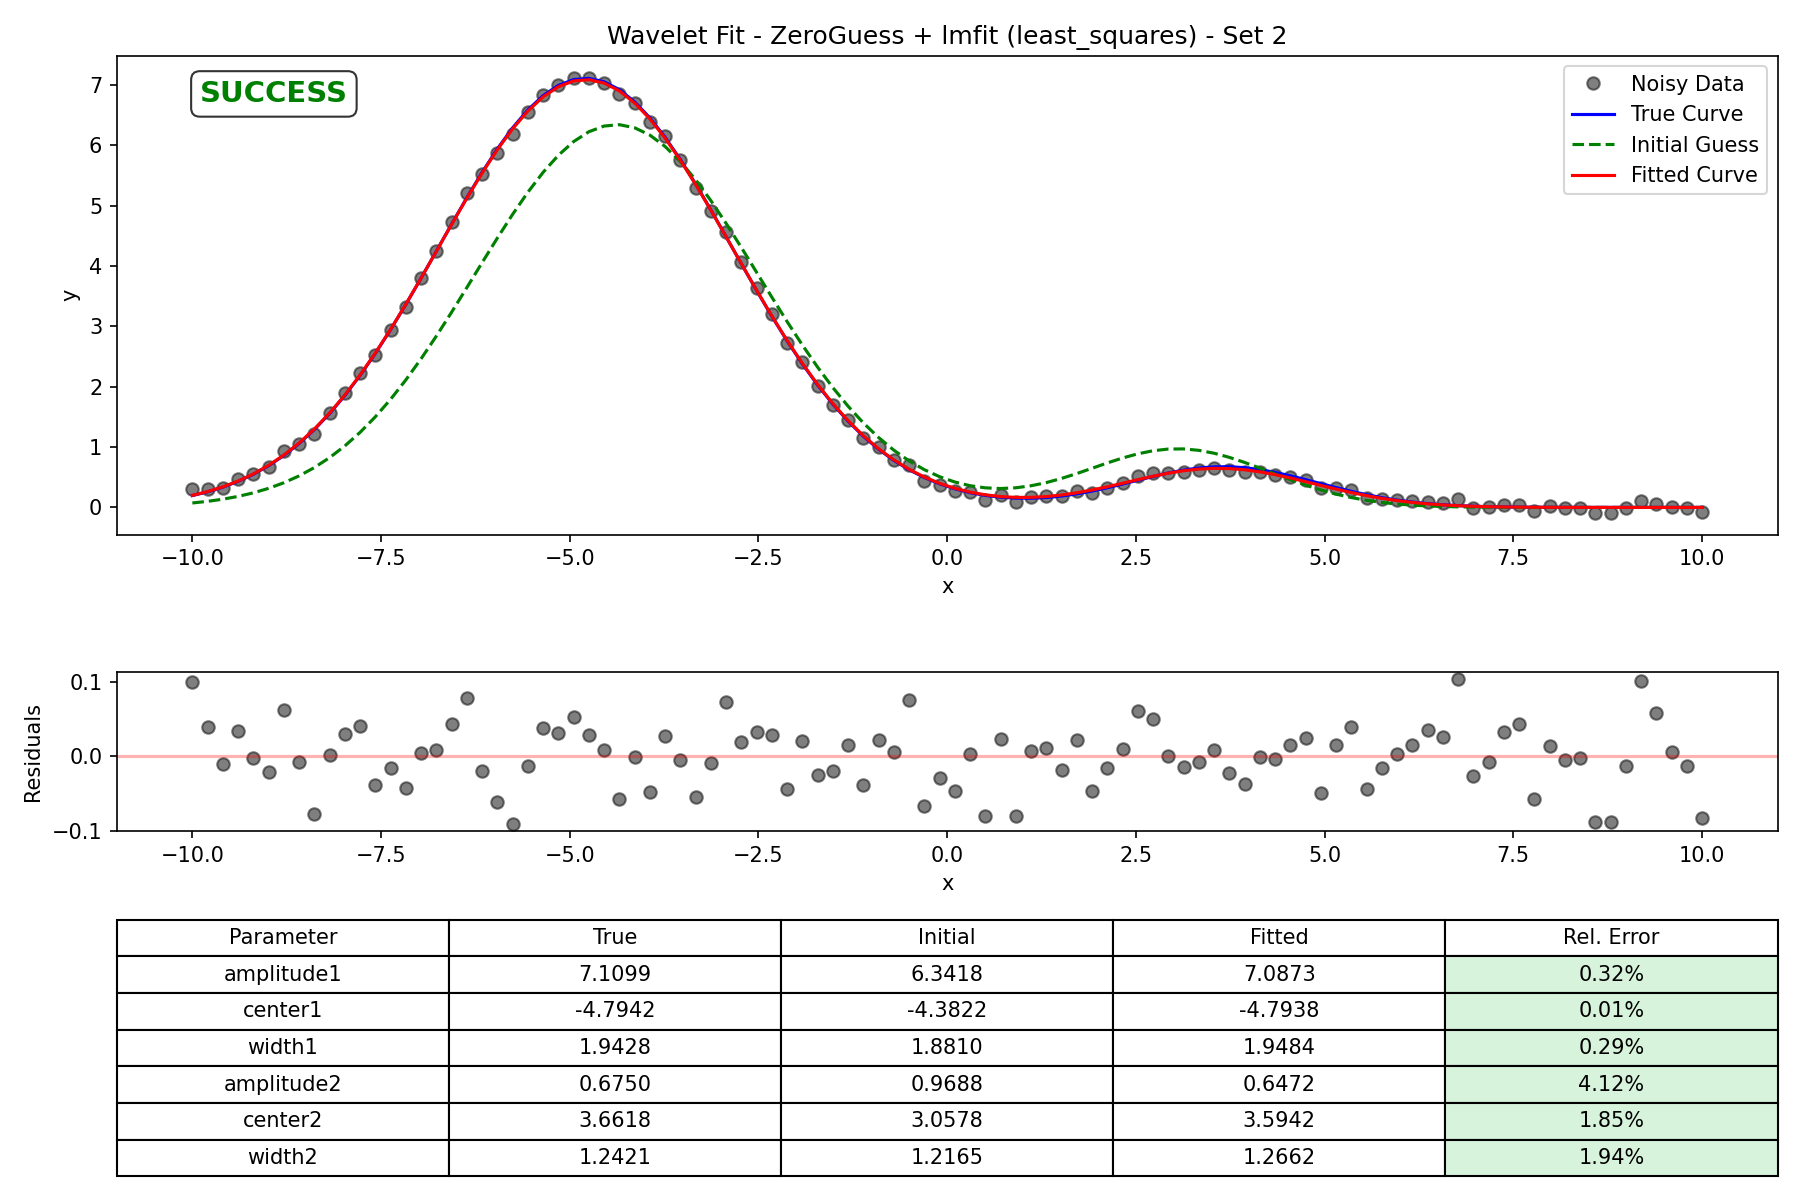 Wavelet Fit - ZeroGuess + lmfit (least_squares) - Set 2
SUCCESS
Noisy Data
True Curve
Initial Guess
Fitted Curve
7
6
5
4
3
2
1
0
y
−10.0 −7.5 −5.0 −2.5 0.0 2.5 5.0 7.5 10.0
x
0.1
0.0
−0.1
Residuals
−10.0 −7.5 −5.0 −2.5 0.0 2.5 5.0 7.5 10.0
x
Parameter True Initial Fitted Rel. Error
amplitude1 7.1099 6.3418 7.0873 0.32%
center1 -4.7942 -4.3822 -4.7938 0.01%
width1 1.9428 1.8810 1.9484 0.29%
amplitude2 0.6750 0.9688 0.6472 4.12%
center2 3.6618 3.0578 3.5942 1.85%
width2 1.2421 1.2165 1.2662 1.94%